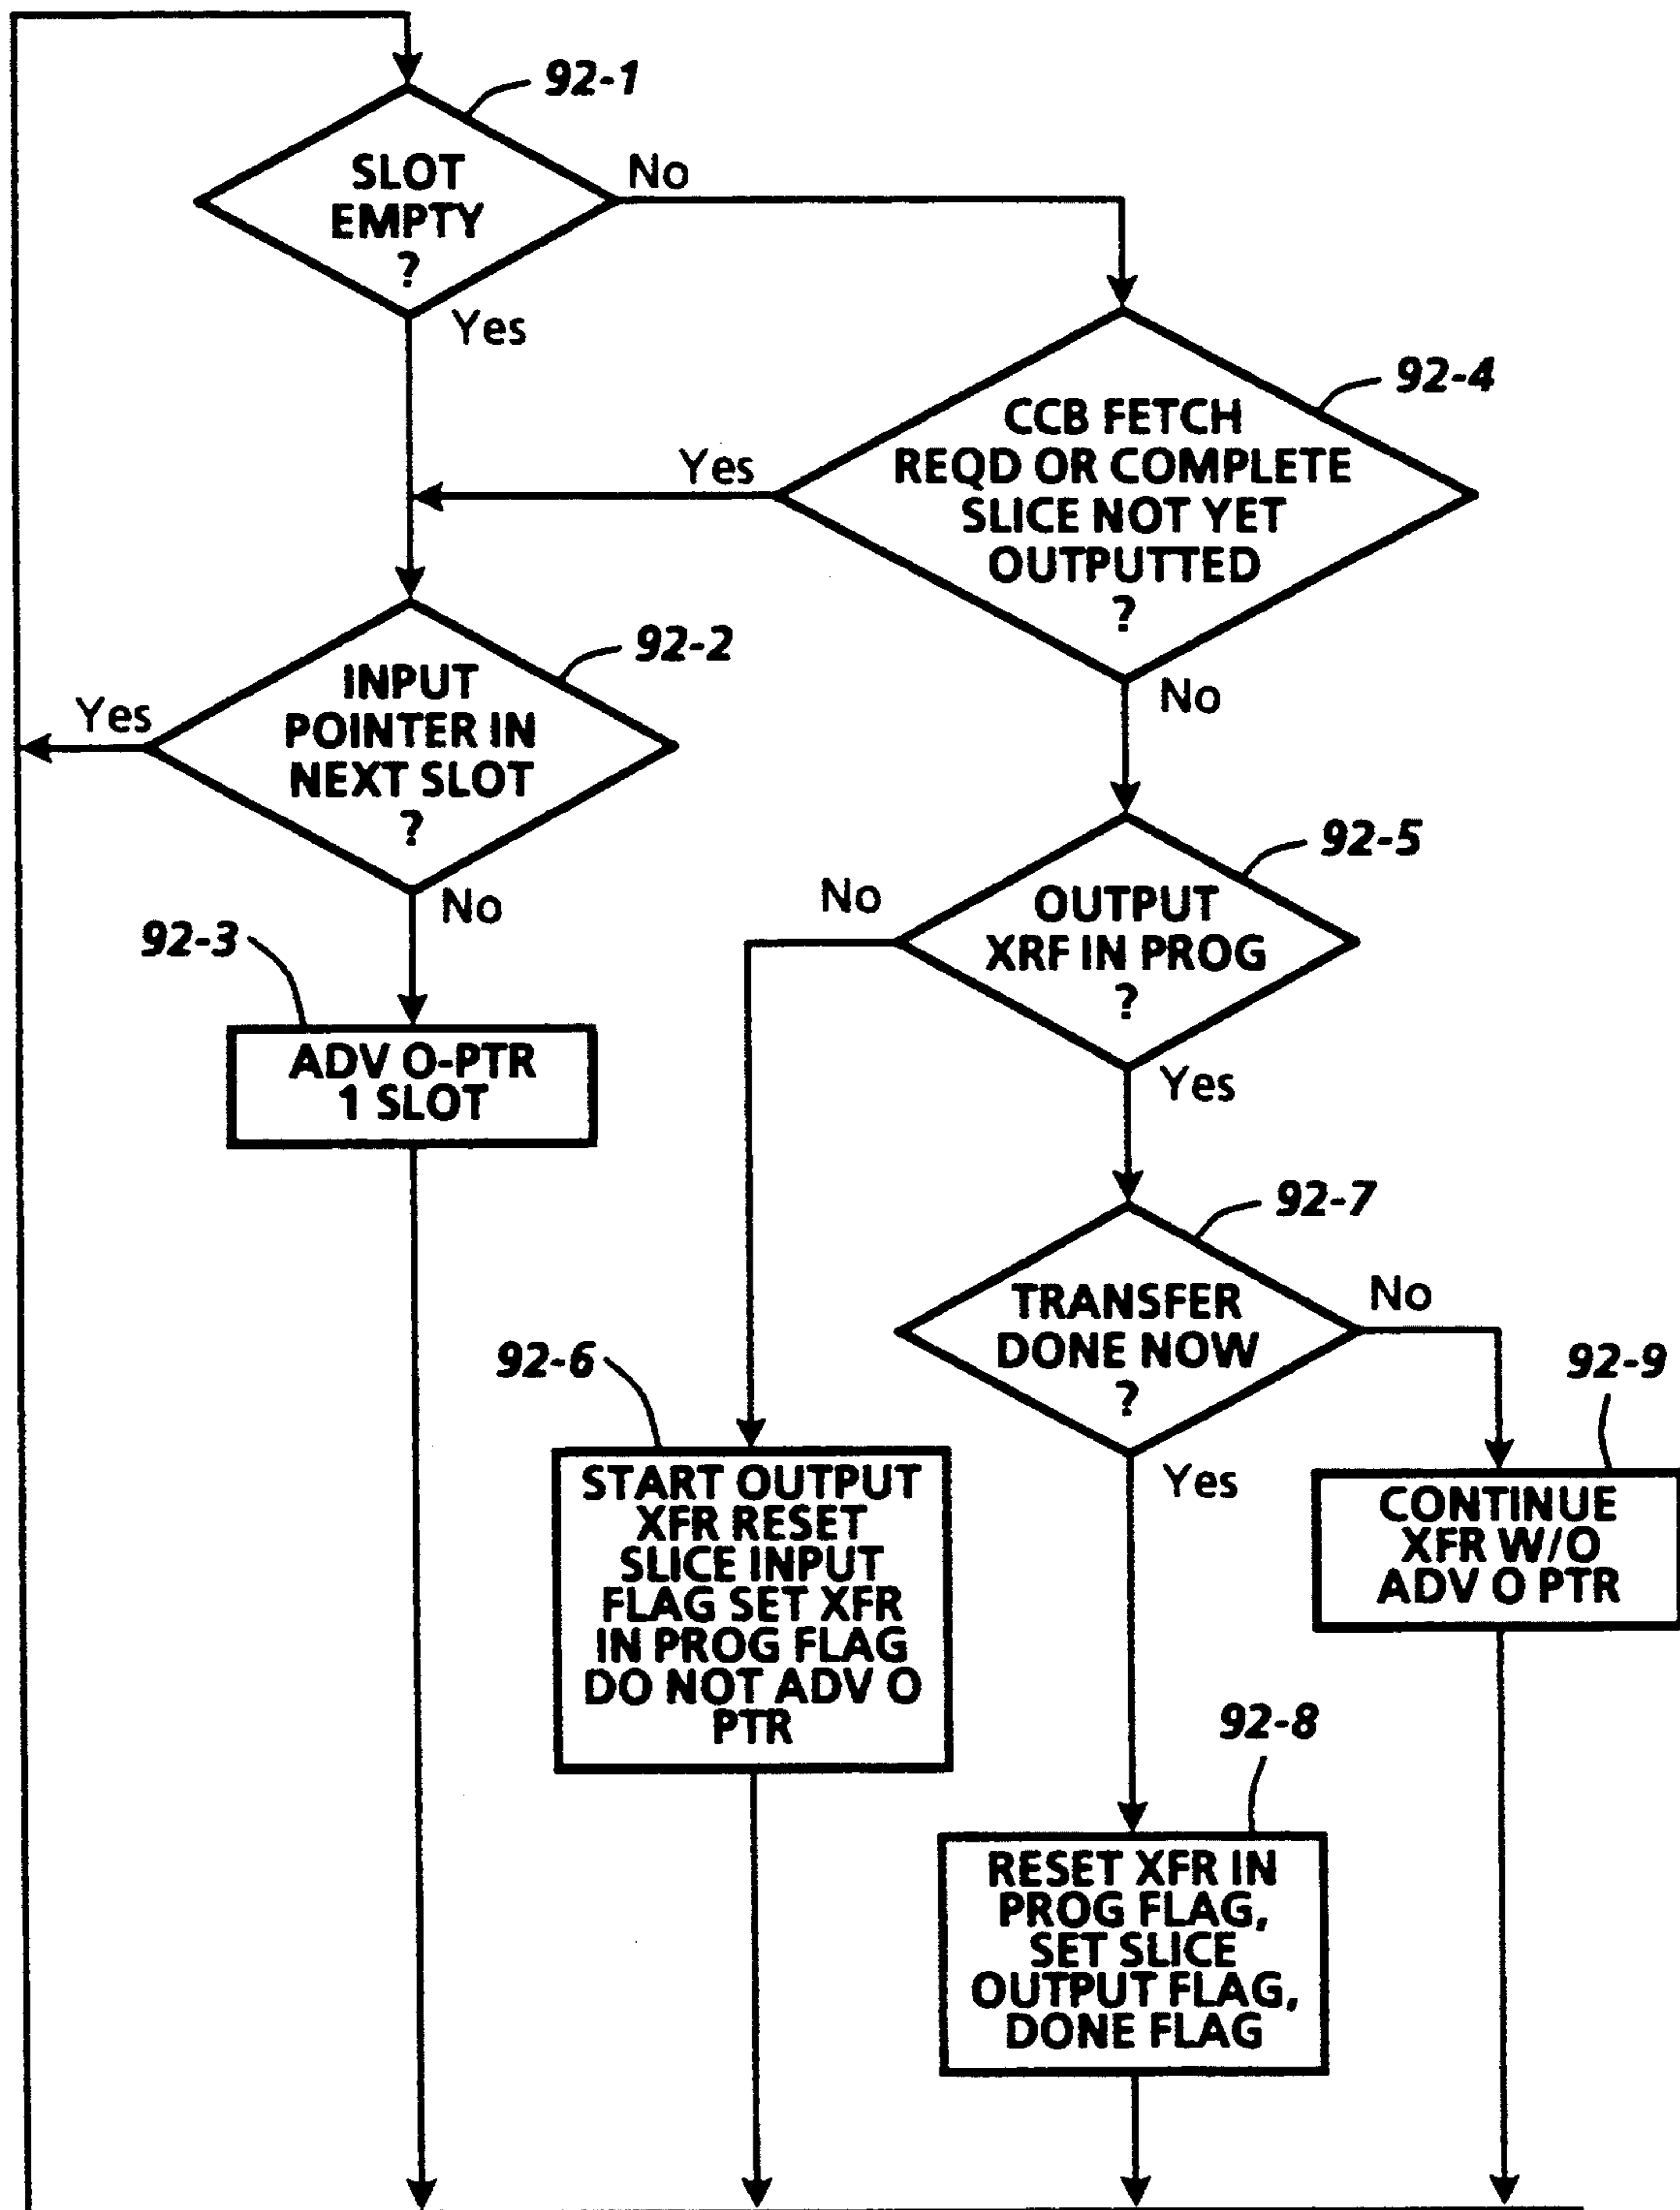 92-1
SLOT
EMPTY
?
No
Yes
92-4
CCB FETCH
REQD OR COMPLETE
SLICE NOT YET
OUTPUTTED
?
Yes
No
92-2
INPUT
POINTER IN
NEXT SLOT
?
Yes
No
92-3
ADV O-PTR
1 SLOT
92-5
OUTPUT
XRF IN PROG
?
No
Yes
92-7
TRANSFER
DONE NOW
?
No
Yes
92-6
START OUTPUT
XFR RESET
SLICE INPUT
FLAG SET XFR
IN PROG FLAG
DO NOT ADV O
PTR
92-9
CONTINUE
XFR W/O
ADV O PTR
92-8
RESET XFR IN
PROG FLAG,
SET SLICE
OUTPUT FLAG,
DONE FLAG